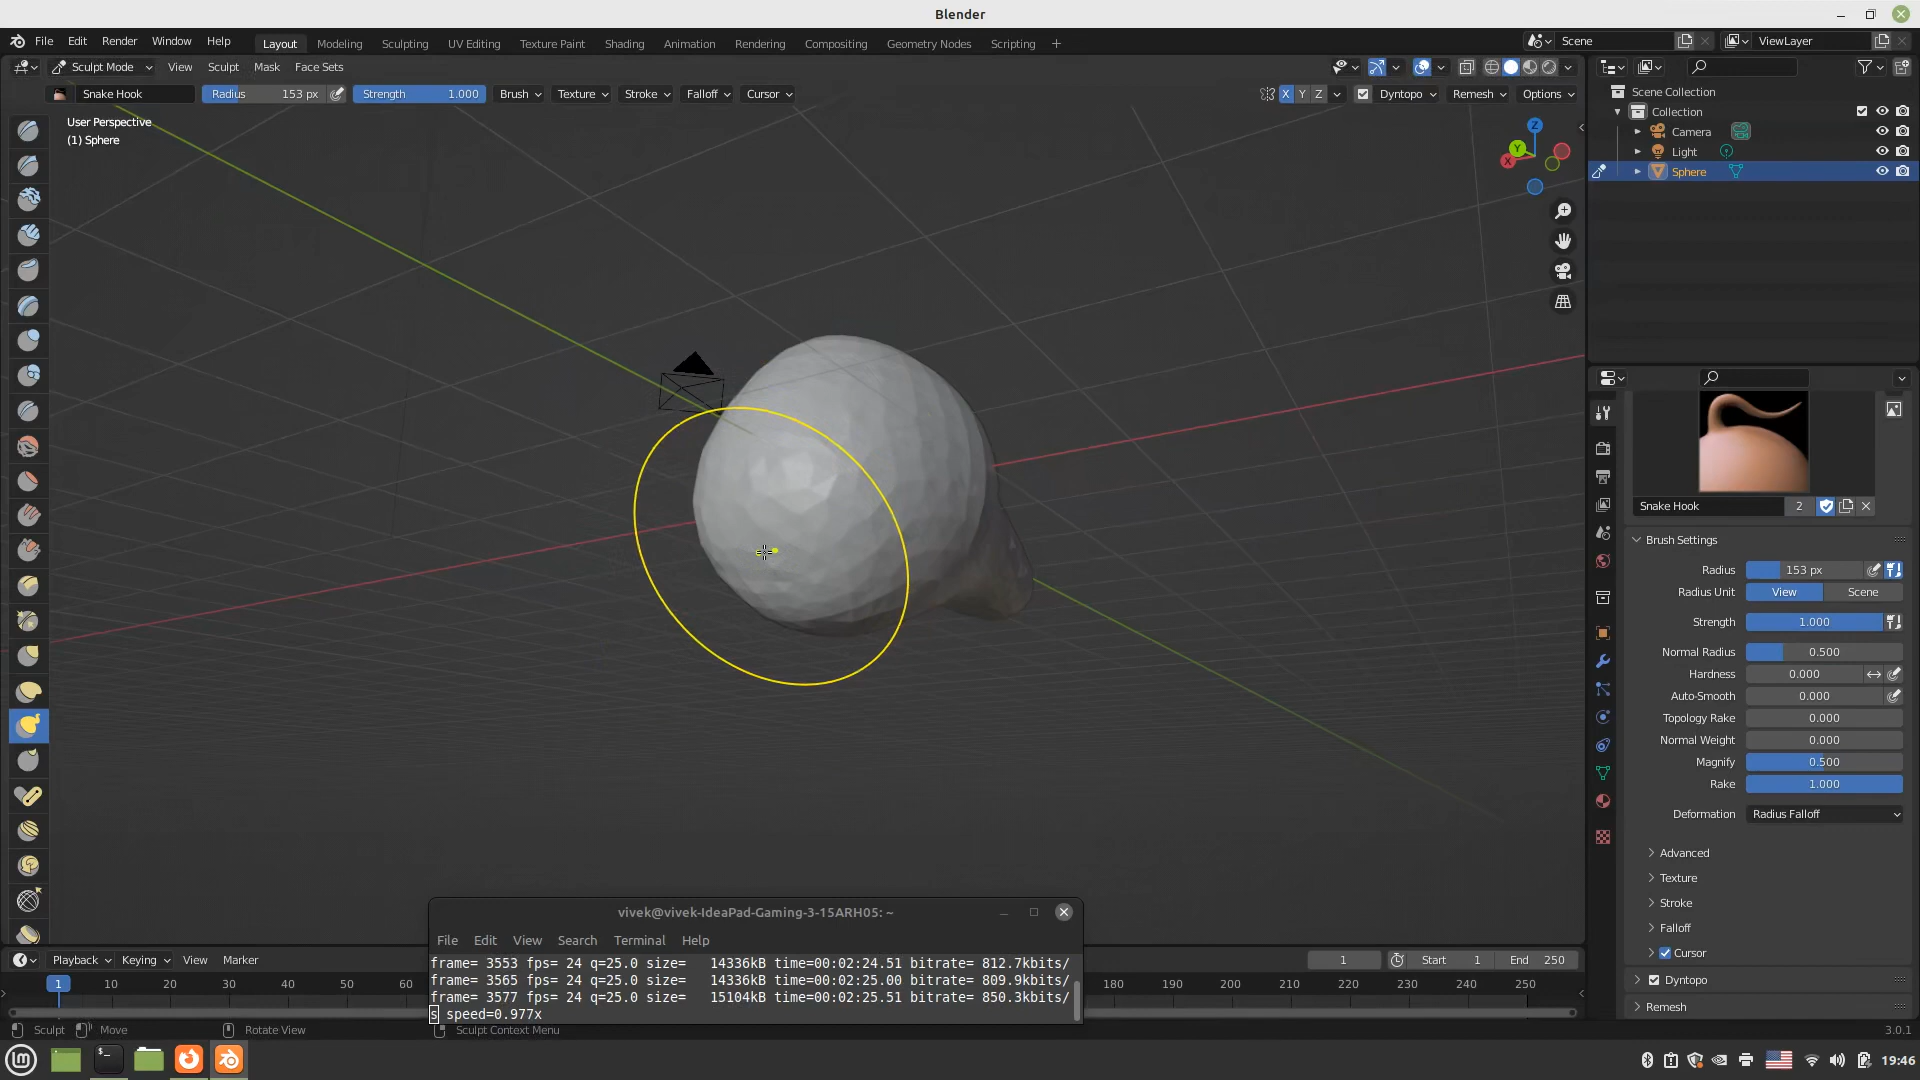 Blender
File Edit Render Window Help
Layout Modeling Sculpting UV Editing Texture Paint Shading Animation Rendering Compositing Geometry Nodes Scripting +
Scene
ViewLayer
Sculpt Mode View Sculpt Mask Face Sets
Snake Hook Radius 153 px Strength 1.000 Brush Texture Stroke Falloff Cursor
X Y Z Dyntopo Remesh Options
User Perspective
(1) Sphere
Z
Y
X
Scene Collection
Collection
Camera
Light
Sphere
Snake Hook 2
Brush Settings
Radius 153 px
Radius Unit View Scene
Strength 1.000
Normal Radius 0.500
Hardness 0.000
Auto-Smooth 0.000
Topology Rake 0.000
Normal Weight 0.000
Magnify 0.500
Rake 1.000
Deformation Radius Falloff
Advanced
Texture
Stroke
Falloff
Cursor
Dyntopo
Remesh
vivek@vivek-IdeaPad-Gaming-3-15ARH05: ~
File Edit View Search Terminal Help
frame= 3553 fps= 24 q=25.0 size=   14336kB time=00:02:24.51 bitrate= 812.7kbits/
frame= 3565 fps= 24 q=25.0 size=   14336kB time=00:02:25.00 bitrate= 809.9kbits/
frame= 3577 fps= 24 q=25.0 size=   15104kB time=00:02:25.51 bitrate= 850.3kbits/
s speed=0.977x
Playback Keying View Marker
1 Start 1 End 250
1 10 20 30 40 50 60 180 190 200 210 220 230 240 250
Sculpt Move Rotate View Sculpt Context Menu 3.0.1
19:46